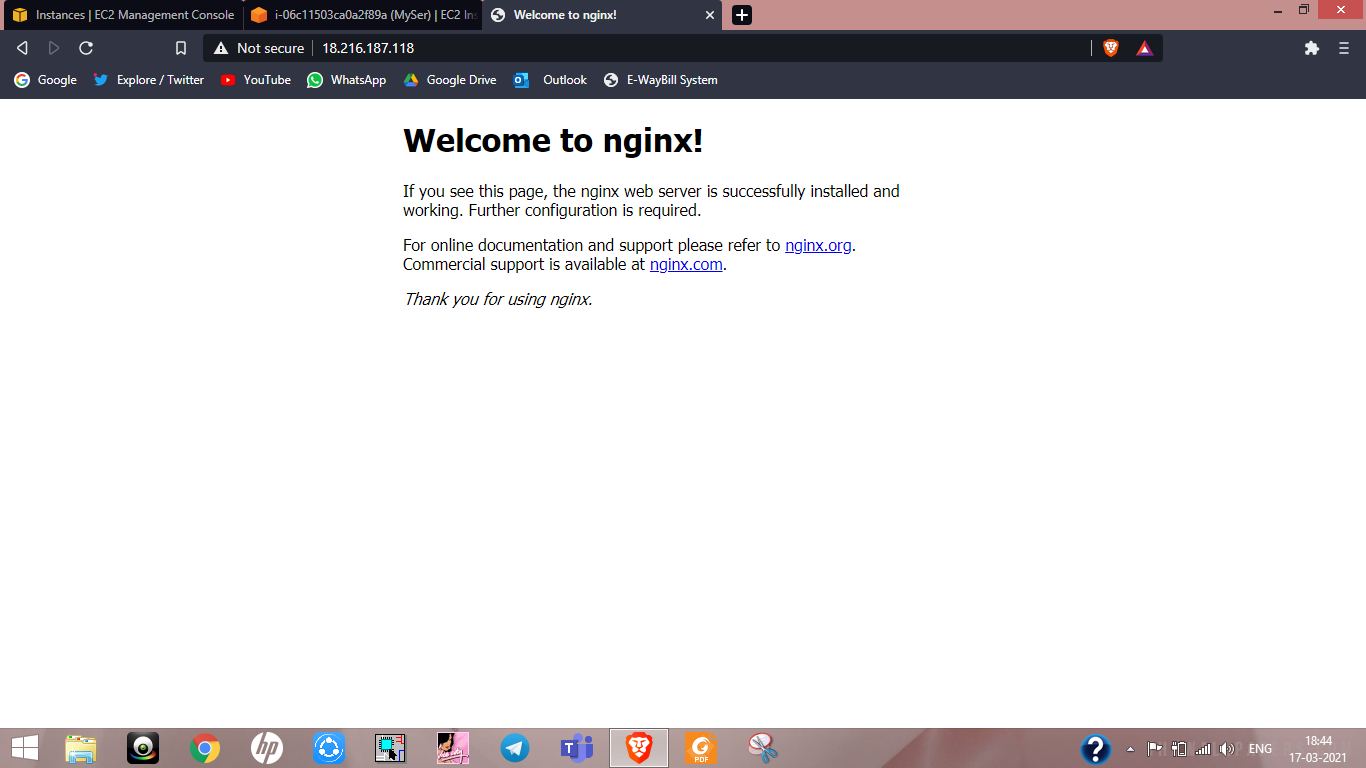 Instances | EC2 Management Console
i-06c11503ca0a2f89a (MySer) | EC2 Ins
Welcome to nginx!
Not secure
18.216.187.118
Google
Explore / Twitter
YouTube
WhatsApp
Google Drive
Outlook
E-WayBill System
Welcome to nginx!
If you see this page, the nginx web server is successfully installed and
working. Further configuration is required.
For online documentation and support please refer to nginx.org.
Commercial support is available at nginx.com.
Thank you for using nginx.
hp
PDF
ENG
18:44
17-03-2021